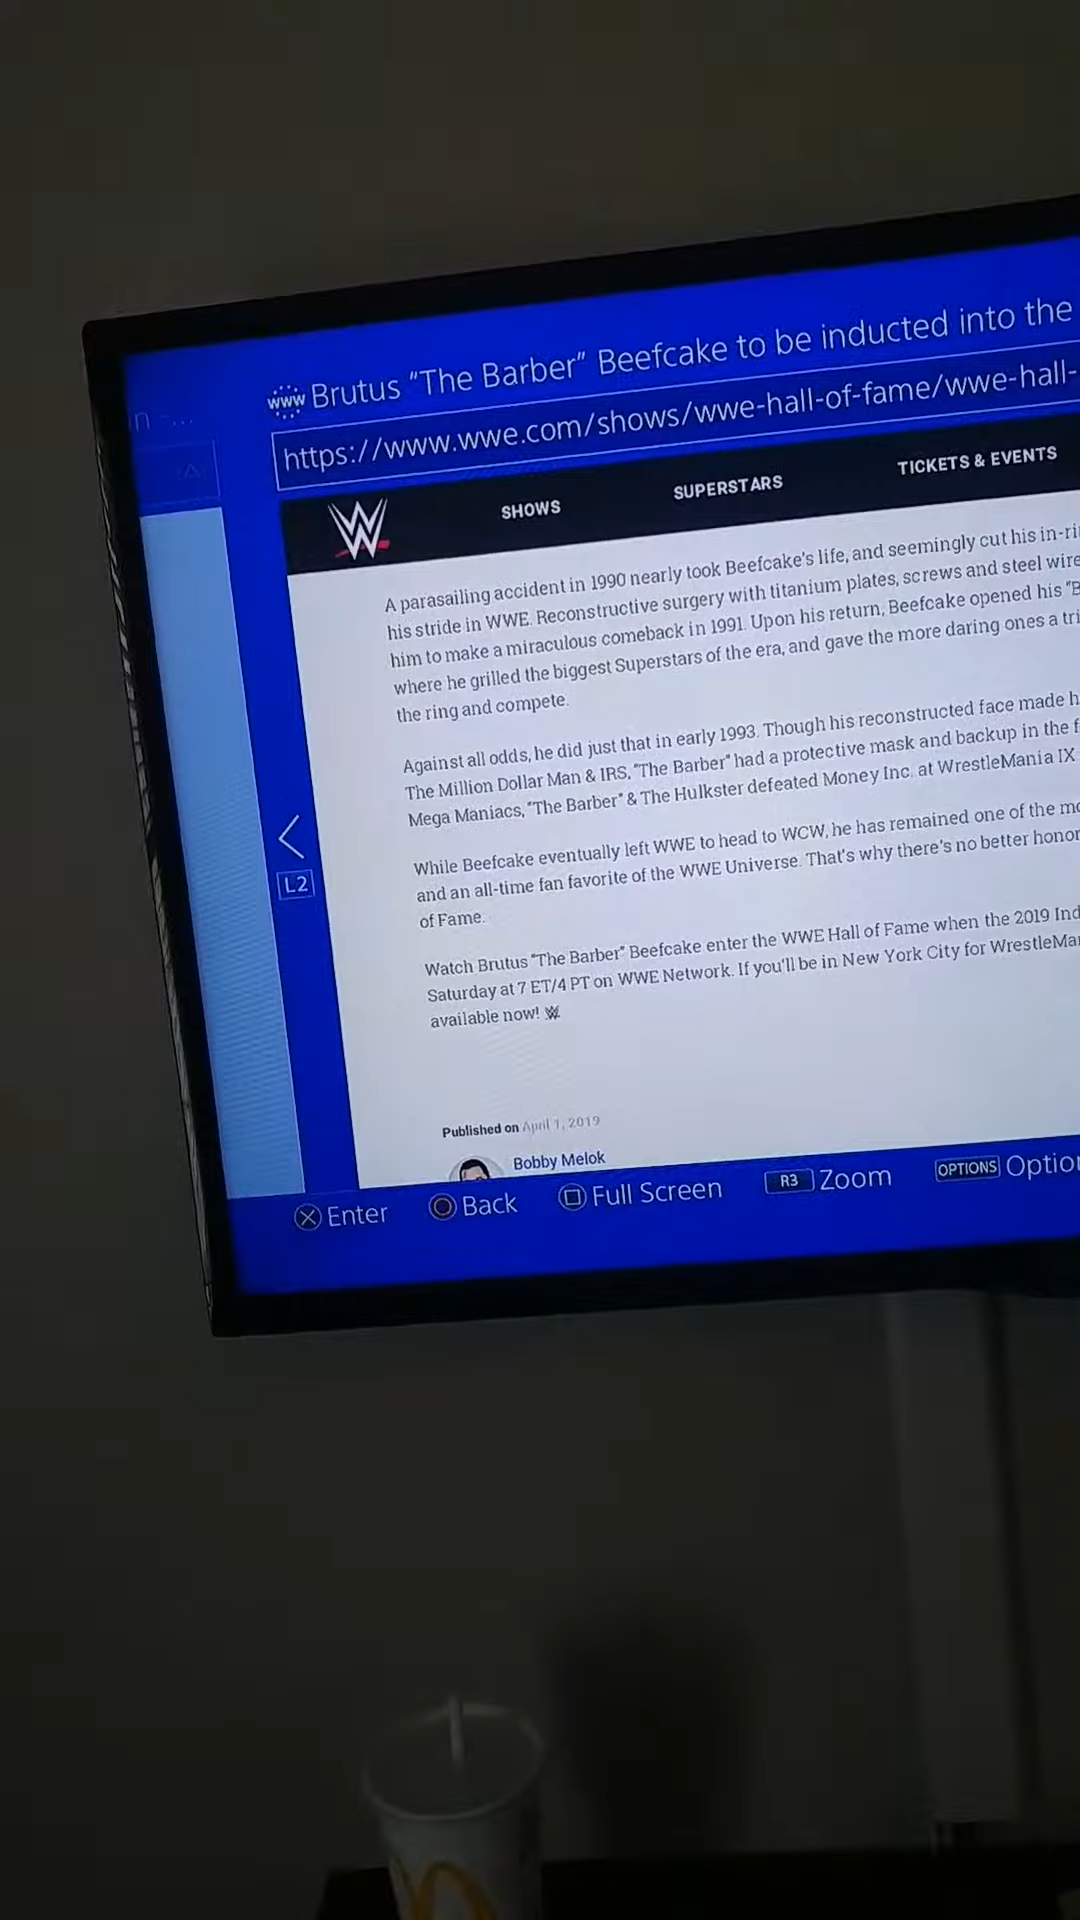 n -...
www Brutus "The Barber" Beefcake to be inducted into the
https://www.wwe.com/shows/wwe-hall-of-fame/wwe-hall-
W SHOWS SUPERSTARS TICKETS & EVENTS
A parasailing accident in 1990 nearly took Beefcake's life, and seemingly cut his in-ri
his stride in WWE. Reconstructive surgery with titanium plates, screws and steel wire
him to make a miraculous comeback in 1991. Upon his return, Beefcake opened his "B
where he grilled the biggest Superstars of the era, and gave the more daring ones a tri
the ring and compete.
Against all odds, he did just that in early 1993. Though his reconstructed face made h
The Million Dollar Man & IRS, "The Barber" had a protective mask and backup in the f
Mega Maniacs, "The Barber" & The Hulkster defeated Money Inc. at WrestleMania IX
While Beefcake eventually left WWE to head to WCW, he has remained one of the mo
and an all-time fan favorite of the WWE Universe. That's why there's no better honor
of Fame.
L2
Watch Brutus "The Barber" Beefcake enter the WWE Hall of Fame when the 2019 Ind
Saturday at 7 ET/4 PT on WWE Network. If you'll be in New York City for WrestleMa
available now! W
Published on April 1, 2019
Bobby Melok
Enter Back Full Screen R3 Zoom OPTIONS Optio